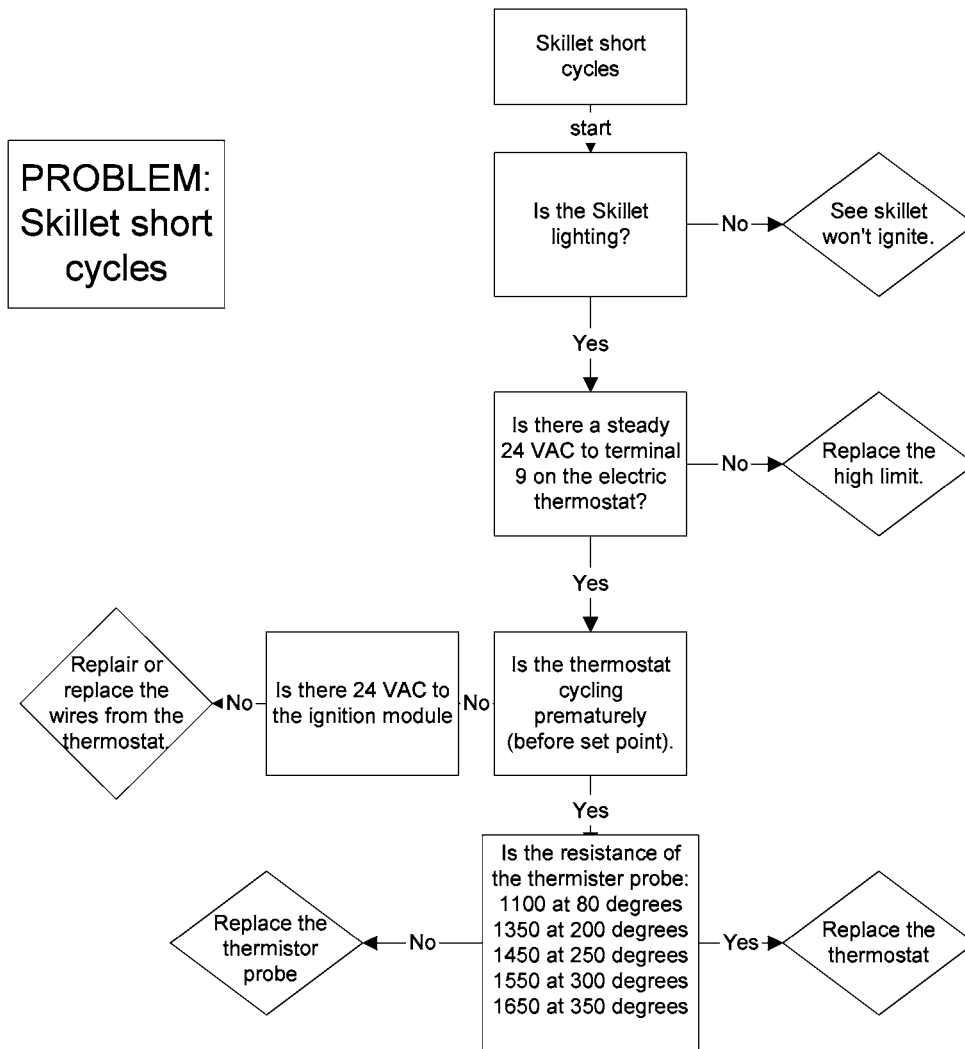 Skillet short
cycles
start
PROBLEM:
Skillet short
cycles
Is the Skillet
lighting?
No
See skillet
won't ignite.
Yes
Is there a steady
24 VAC to terminal
9 on the electric
thermostat?
No
Replace the
high limit.
Yes
Replair or
replace the
wires from the
thermostat.
No
Is there 24 VAC to
the ignition module
No
Is the thermostat
cycling
prematurely
(before set point).
Yes
Replace the
thermistor
probe
No
Is the resistance of
the thermister probe:
1100 at 80 degrees
1350 at 200 degrees
1450 at 250 degrees
1550 at 300 degrees
1650 at 350 degrees
Yes
Replace the
thermostat